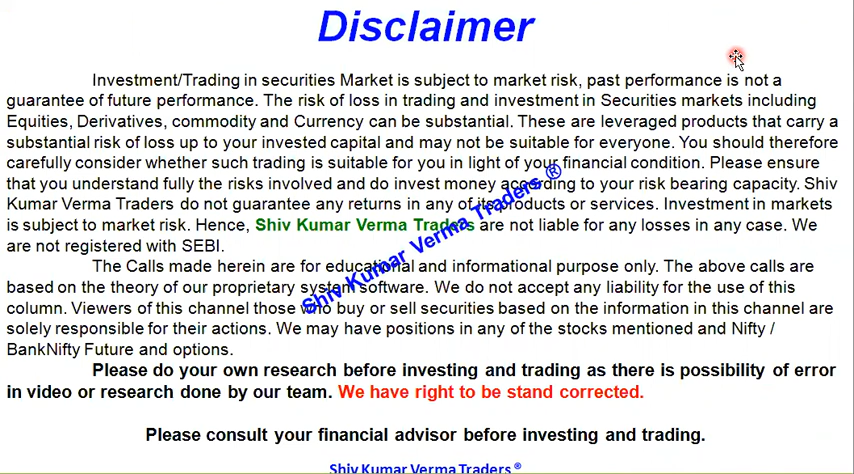 Disclaimer
Investment/Trading in securities Market is subject to market risk, past performance is not a
guarantee of future performance. The risk of loss in trading and investment in Securities markets including
Equities, Derivatives, commodity and Currency can be substantial. These are leveraged products that carry a
substantial risk of loss up to your invested capital and may not be suitable for everyone. You should therefore
carefully consider whether such trading is suitable for you in light of your financial condition. Please ensure
that you understand fully the risks involved and do invest money according to your risk bearing capacity. Shiv
Kumar Verma Traders do not guarantee any returns in any of its products or services. Investment in markets
is subject to market risk. Hence, Shiv Kumar Verma Traders are not liable for any losses in any case. We
are not registered with SEBI.
The Calls made herein are for educational and informational purpose only. The above calls are
based on the theory of our proprietary system software. We do not accept any liability for the use of this
column. Viewers of this channel those who buy or sell securities based on the information in this channel are
solely responsible for their actions. We may have positions in any of the stocks mentioned and Nifty /
BankNifty Future and options.
Please do your own research before investing and trading as there is possibility of error
in video or research done by our team. We have right to be stand corrected.
Please consult your financial advisor before investing and trading.
Shiv Kumar Verma Traders ®
Shiv Kumar Verma Traders ®